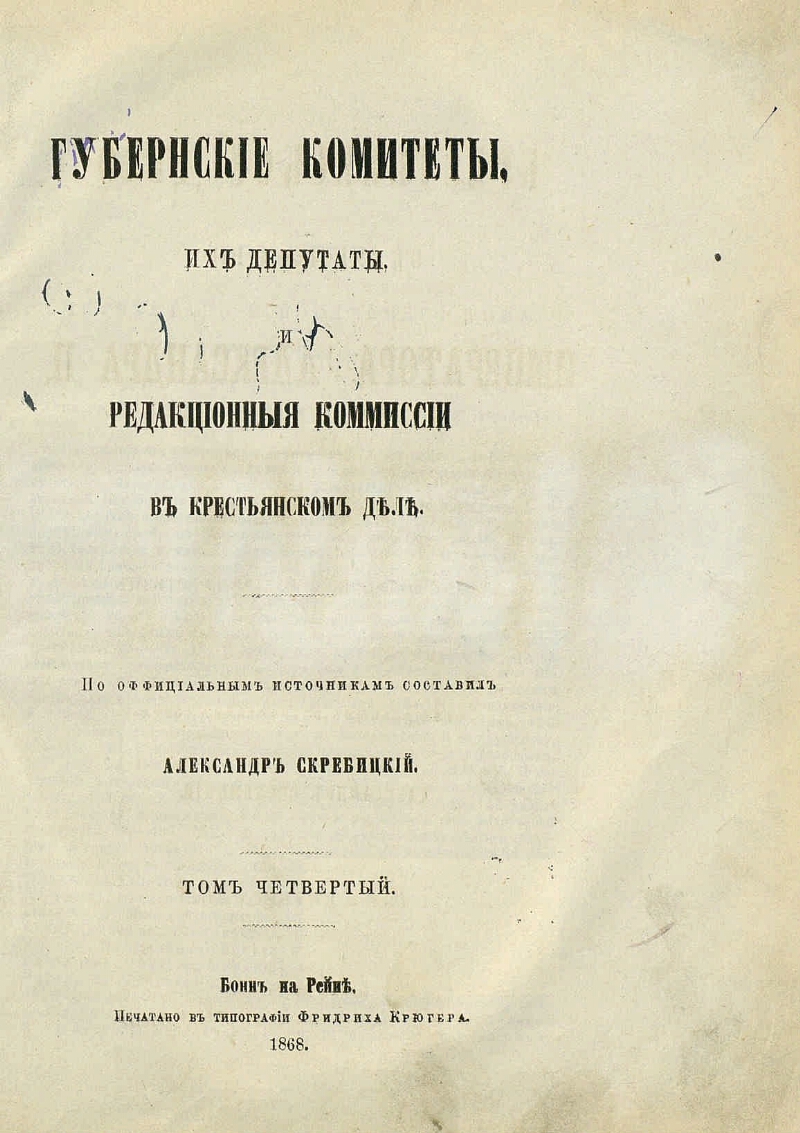 ГУБЕРНСКІЕ КОМИТЕТЫ,
ИХЪ ДЕПУТАТЫ,
И
РЕДАКЦІОННЫЯ КОММИССІИ
ВЪ КРЕСТЬЯНСКОМЪ ДѢЛѢ.
По оффиціальнымъ источникамъ составилъ
АЛЕКСАНДРЪ СКРЕБИЦКІЙ.
ТОМЪ ЧЕТВЕРТЫЙ.
Боннъ на Рейнѣ.
Печатано въ типографіи Фридриха Крюгера.
1868.